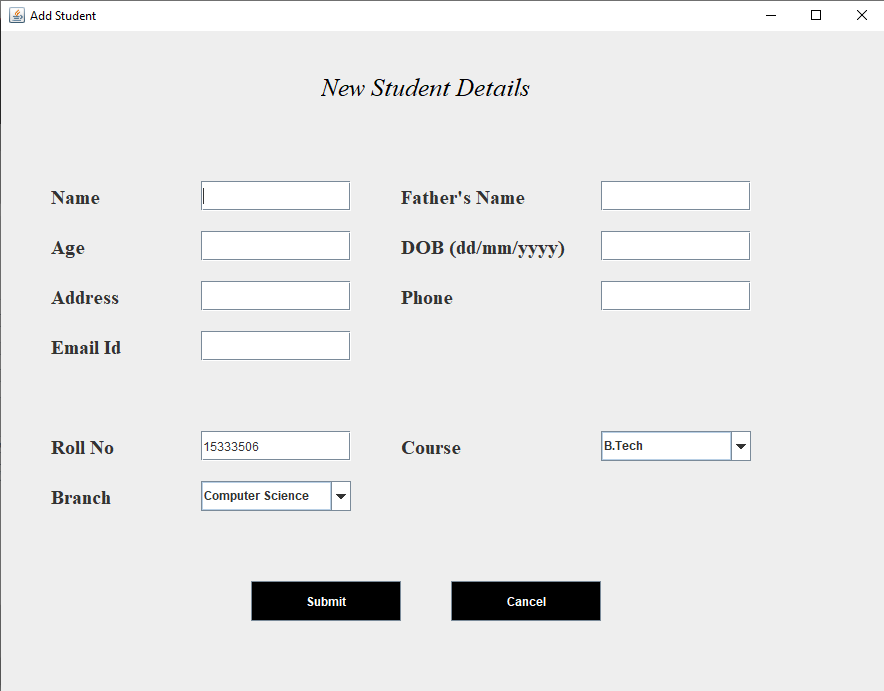 Add Student
New Student Details
Name
Father's Name
Age
DOB (dd/mm/yyyy)
Address
Phone
Email Id
Roll No 15333506
Course B.Tech
Branch Computer Science
Submit
Cancel